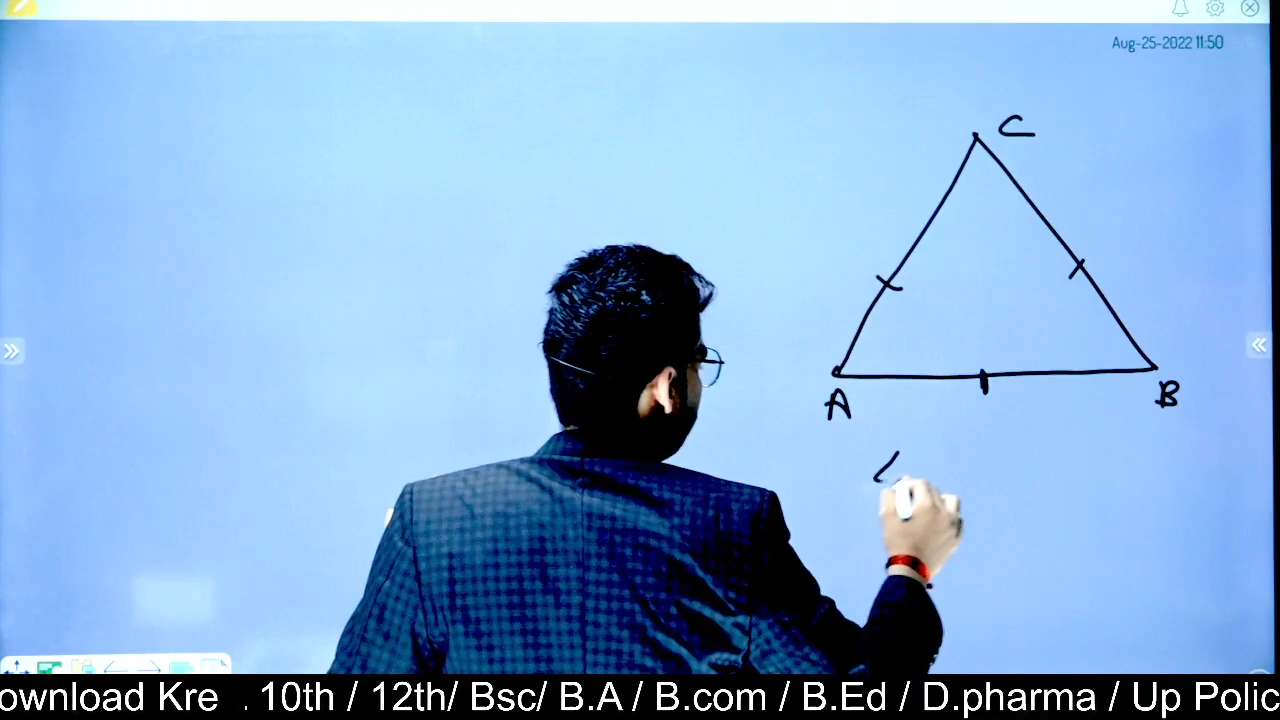 Aug-25-2022 11:50
C
A
B
ownload Kre . 10th / 12th/ Bsc/ B.A / B.com / B.Ed / D.pharma / Up Polic